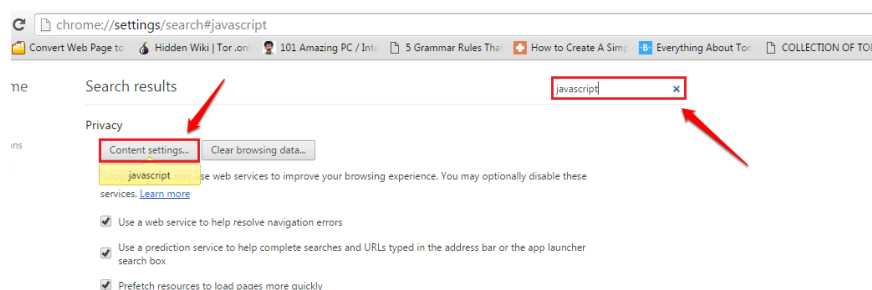 chrome://settings/search#javascript
Convert Web Page to Hidden Wiki | Tor .on 101 Amazing PC / Int 5 Grammar Rules Tha How to Create A Simp Everything About Tor COLLECTION OF TO
me Search results javascript
Privacy
ns Content settings... Clear browsing data...
javascript se web services to improve your browsing experience. You may optionally disable these
services. Learn more
Use a web service to help resolve navigation errors
Use a prediction service to help complete searches and URLs typed in the address bar or the app launcher
search box
Prefetch resources to load pages more quickly